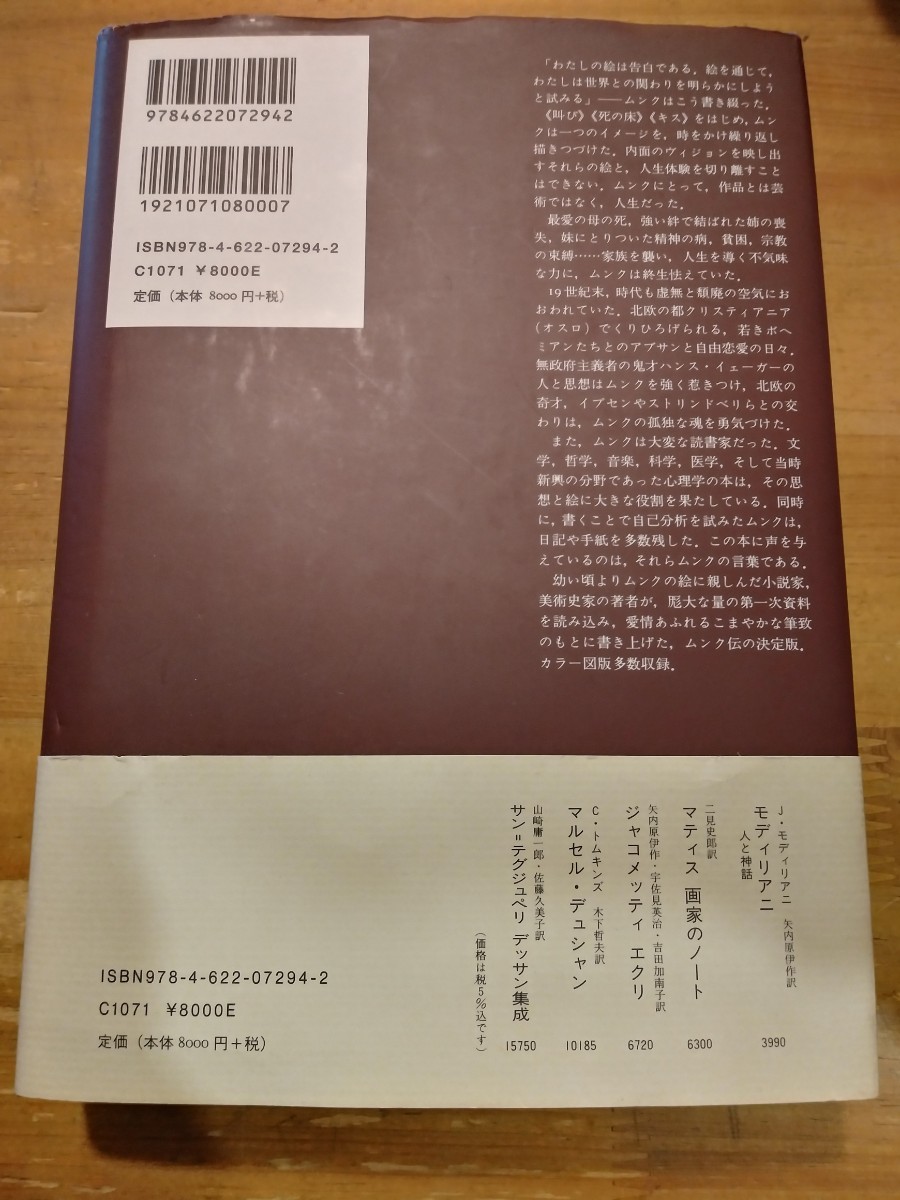 9784622072942
1921071080007
ISBN978-4-622-07294-2
C1071 ¥8000E
定価（本体 8000円+税）
「わたしの絵は告白である．絵を通じて，
わたしは世界との関わりを明らかにしよう
と試みる」――ムンクはこう書き綴った．
《叫び》《死の床》《キス》をはじめ，ムン
クは一つのイメージを，時をかけ繰り返し
描きつづけた．内面のヴィジョンを映し出
すそれらの絵と，人生体験を切り離すこと
はできない．ムンクにとって，作品とは芸
術ではなく，人生だった．
最愛の母の死，強い絆で結ばれた姉の喪
失，妹にとりついた精神の病，貧困，宗教
の束縛……家族を襲い，人生を導く不気味
な力に，ムンクは終生怯えていた．
19世紀末，時代も虚無と頽廃の空気にお
おわれていた．北欧の都クリスティアニア
（オスロ）でくりひろげられる，若きボヘ
ミアンたちとのアブサンと自由恋愛の日々．
無政府主義者の鬼才ハンス・イェーガーの
人と思想はムンクを強く惹きつけ，北欧の
奇才，イプセンやストリンドベリらとの交
わりは，ムンクの孤独な魂を勇気づけた．
また，ムンクは大変な読書家だった．文
学，哲学，音楽，科学，医学，そして当時
新興の分野であった心理学の本は，その思
想と絵に大きな役割を果たしている．同時
に，書くことで自己分析を試みたムンクは，
日記や手紙を多数残した．この本に声を与
えているのは，それらムンクの言葉である．
幼い頃よりムンクの絵に親しんだ小説家，
美術史家の著者が，厖大な量の第一次資料
を読み込み，愛情あふれるこまやかな筆致
のもとに書き上げた，ムンク伝の決定版．
カラー図版多数収録．
J・モディリアニ 矢内原伊作訳
モディリアニ
人と神話
3990
二見史郎訳
マティス 画家のノート
6300
矢内原伊作・宇佐見英治・吉田加南子訳
ジャコメッティ エクリ
6720
C・トムキンズ 木下哲夫訳
マルセル・デュシャン
10185
山崎庸一郎・佐藤久美子訳
サン＝テグジュペリ デッサン集成
15750
（価格は税5%込です）
ISBN978-4-622-07294-2
C1071 ¥8000E
定価（本体8000円+税）